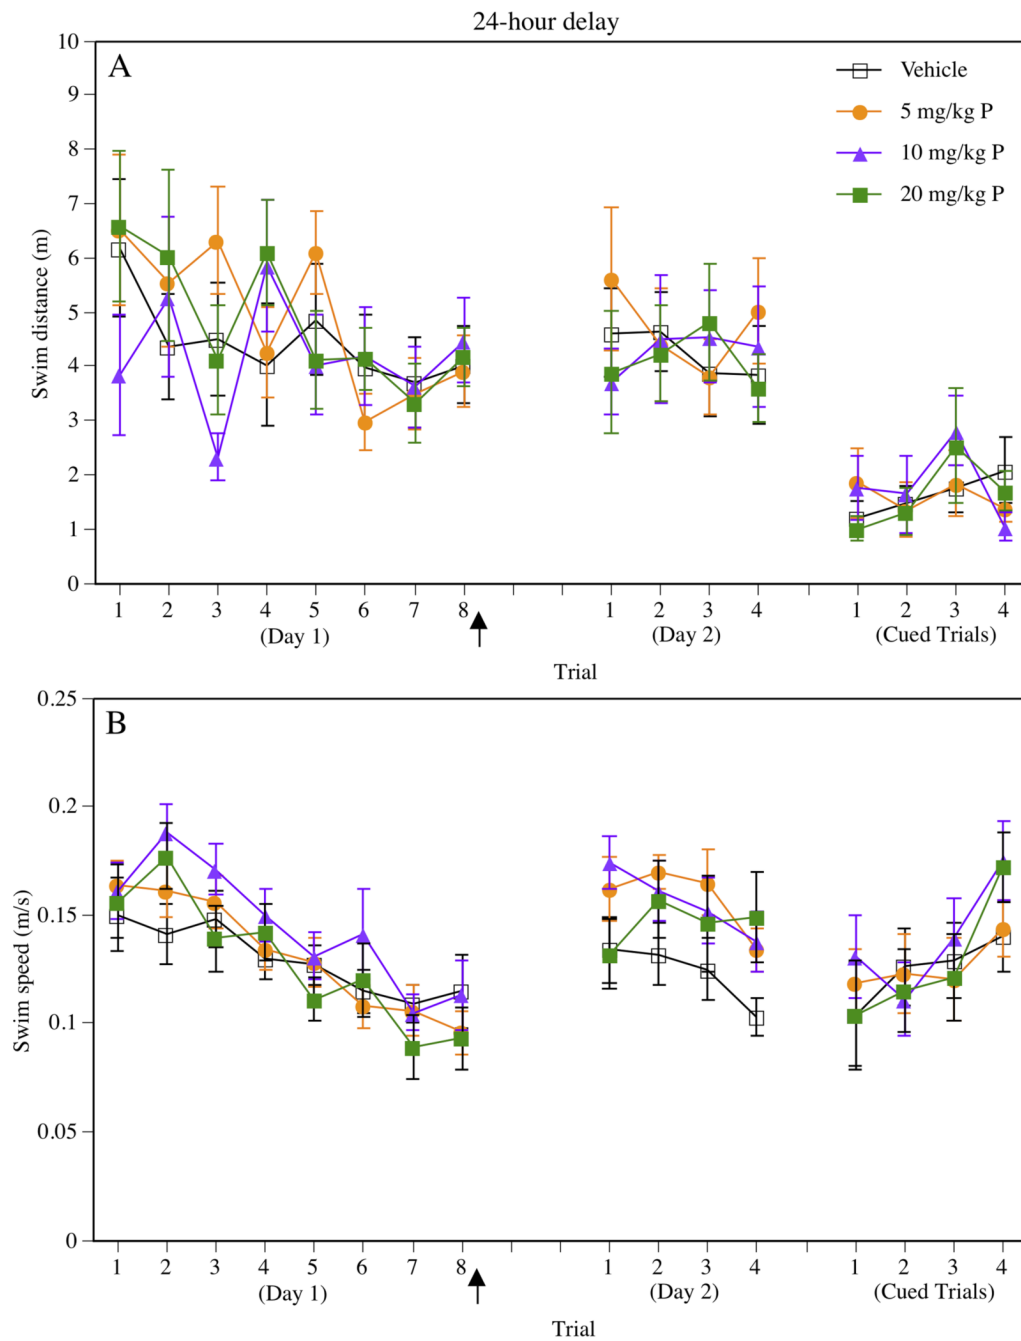 24-hour delay
A
Vehicle
5 mg/kg P
10 mg/kg P
20 mg/kg P
Swim distance (m)
10
9
8
7
6
5
4
3
2
1
0
1 2 3 4 5 6 7 8 1 2 3 4 1 2 3 4
(Day 1) (Day 2) (Cued Trials)
Trial
B
Swim speed (m/s)
0.25
0.2
0.15
0.1
0.05
0
1 2 3 4 5 6 7 8 1 2 3 4 1 2 3 4
(Day 1) (Day 2) (Cued Trials)
Trial